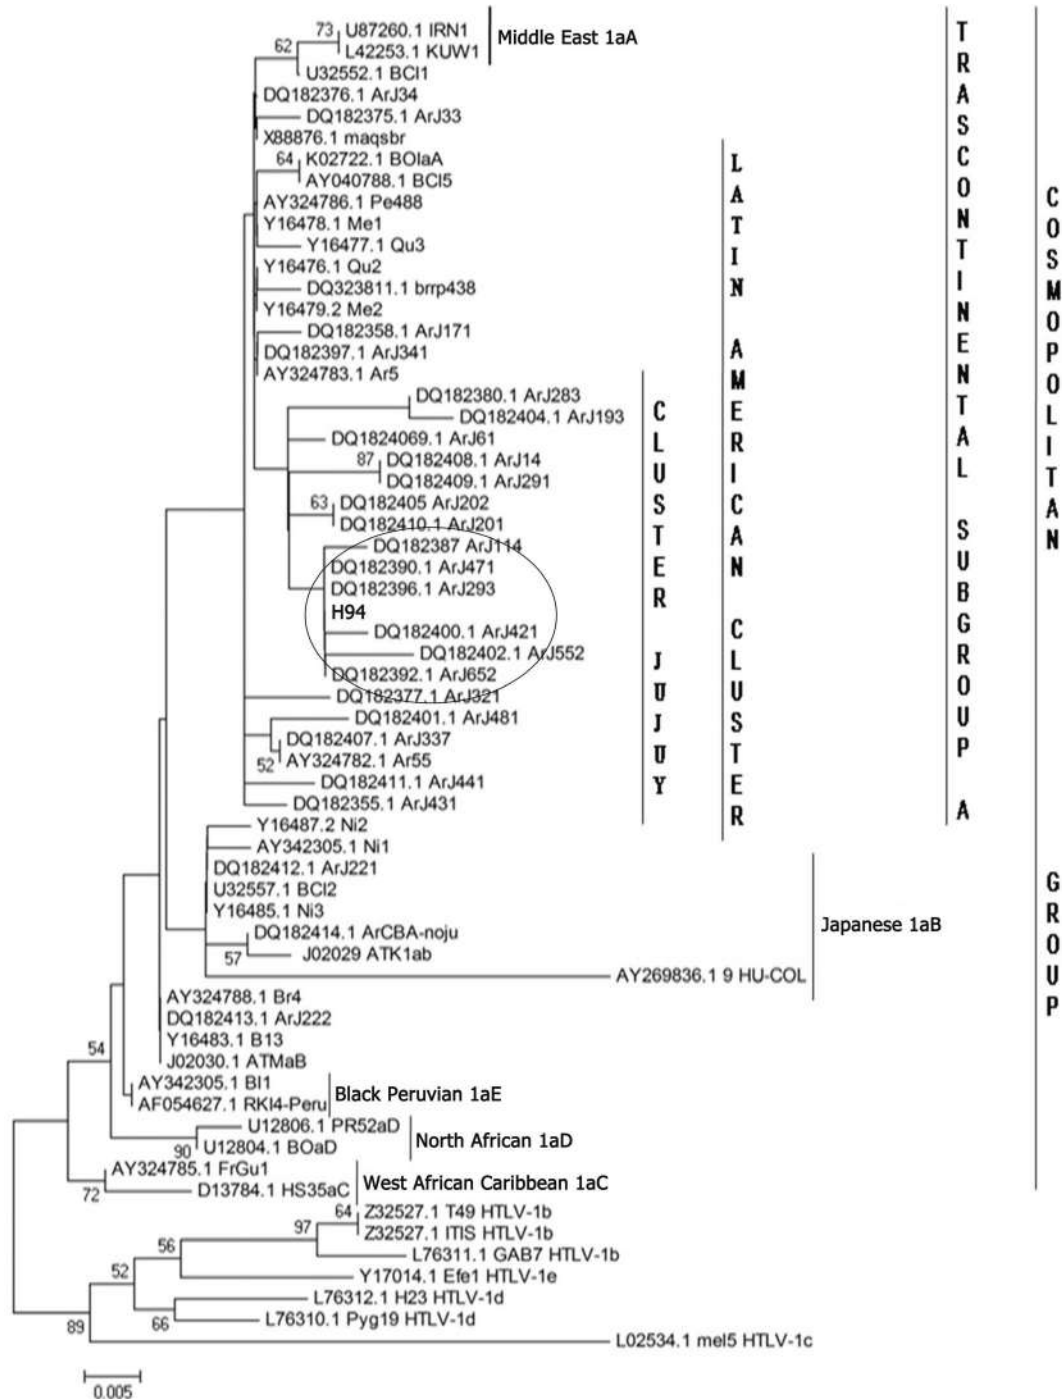 73
U87260.1 IRN1
L42253.1 KUW1
Middle East 1aA
62
U32552.1 BCI1
DQ182376.1 ArJ34
DQ182375.1 ArJ33
X88876.1 maqsbr
64
K02722.1 BOIaA
AY040788.1 BCI5
AY324786.1 Pe488
Y16478.1 Me1
Y16477.1 Qu3
Y16476.1 Qu2
DQ323811.1 brrp438
Y16479.2 Me2
DQ182358.1 ArJ171
DQ182397.1 ArJ341
AY324783.1 Ar5
DQ182380.1 ArJ283
DQ182404.1 ArJ193
DQ1824069.1 ArJ61
87
DQ182408.1 ArJ14
DQ182409.1 ArJ291
63
DQ182405 ArJ202
DQ182410.1 ArJ201
DQ182387 ArJ114
DQ182390.1 ArJ471
DQ182396.1 ArJ293
H94
DQ182400.1 ArJ421
DQ182402.1 ArJ552
DQ182392.1 ArJ652
DQ182377.1 ArJ321
DQ182401.1 ArJ481
DQ182407.1 ArJ337
52
AY324782.1 Ar55
DQ182411.1 ArJ441
DQ182355.1 ArJ431
Y16487.2 Ni2
AY342305.1 Ni1
DQ182412.1 ArJ221
U32557.1 BCI2
Y16485.1 Ni3
DQ182414.1 ArCBA-noju
57
J02029 ATK1ab
AY269836.1 9 HU-COL
Japanese 1aB
AY324788.1 Br4
DQ182413.1 ArJ222
Y16483.1 B13
J02030.1 ATMaB
54
AY342305.1 Bl1
AF054627.1 RKI4-Peru
Black Peruvian 1aE
U12806.1 PR52aD
90
U12804.1 BOaD
North African 1aD
AY324785.1 FrGu1
72
D13784.1 HS35aC
West African Caribbean 1aC
64
Z32527.1 T49 HTLV-1b
Z32527.1 ITIS HTLV-1b
97
L76311.1 GAB7 HTLV-1b
56
Y17014.1 Efe1 HTLV-1e
52
L76312.1 H23 HTLV-1d
66
L76310.1 Pyg19 HTLV-1d
89
L02534.1 mel5 HTLV-1c
0.005
CLUSTER JUJUY
LATIN AMERICAN CLUSTER
TRASCONTINENTAL SUBGROUP A
COSMOPOLITAN GROUP